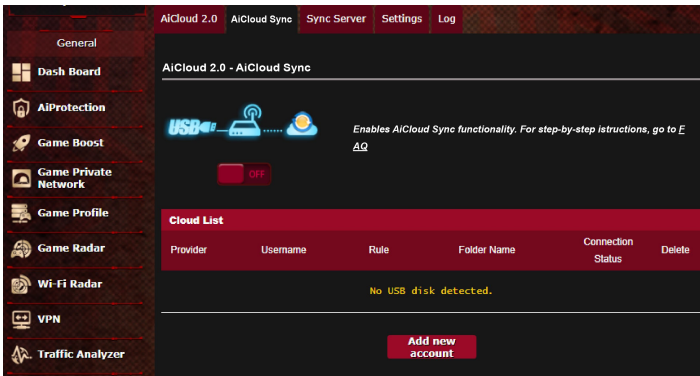 AiCloud 2.0
AiCloud Sync
Sync Server
Settings
Log
General
Dash Board
AiProtection
Game Boost
Game Private
Network
Game Profile
Game Radar
Wi-Fi Radar
VPN
Traffic Analyzer
AiCloud 2.0 - AiCloud Sync
USB
Enables AiCloud Sync functionality. For step-by-step istructions, go to F
AQ
OFF
Cloud List
Provider
Username
Rule
Folder Name
Connection
Status
Delete
No USB disk detected.
Add new
account